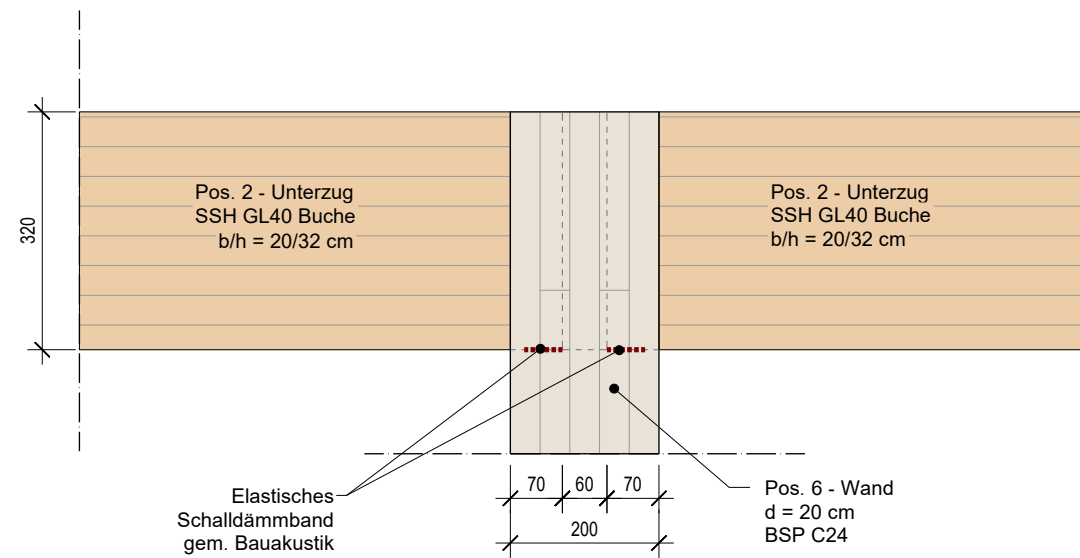 320
Pos. 2 - Unterzug
SSH GL40 Buche
b/h = 20/32 cm
Pos. 2 - Unterzug
SSH GL40 Buche
b/h = 20/32 cm
Elastisches
Schalldämmband
gem. Bauakustik
70 60 70
200
Pos. 6 - Wand
d = 20 cm
BSP C24